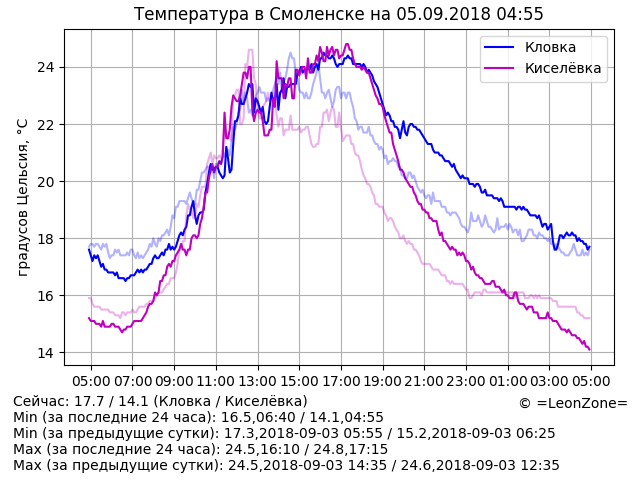 Температура в Смоленске на 05.09.2018 04:55
Кловка
Киселёвка
градусов Цельсия, °C
24
22
20
18
16
14
05:00 07:00 09:00 11:00 13:00 15:00 17:00 19:00 21:00 23:00 01:00 03:00 05:00
Сейчас: 17.7 / 14.1 (Кловка / Киселёвка)
© =LeonZone=
Min (за последние 24 часа): 16.5,06:40 / 14.1,04:55
Min (за предыдущие сутки): 17.3,2018-09-03 05:55 / 15.2,2018-09-03 06:25
Max (за последние 24 часа): 24.5,16:10 / 24.8,17:15
Max (за предыдущие сутки): 24.5,2018-09-03 14:35 / 24.6,2018-09-03 12:35